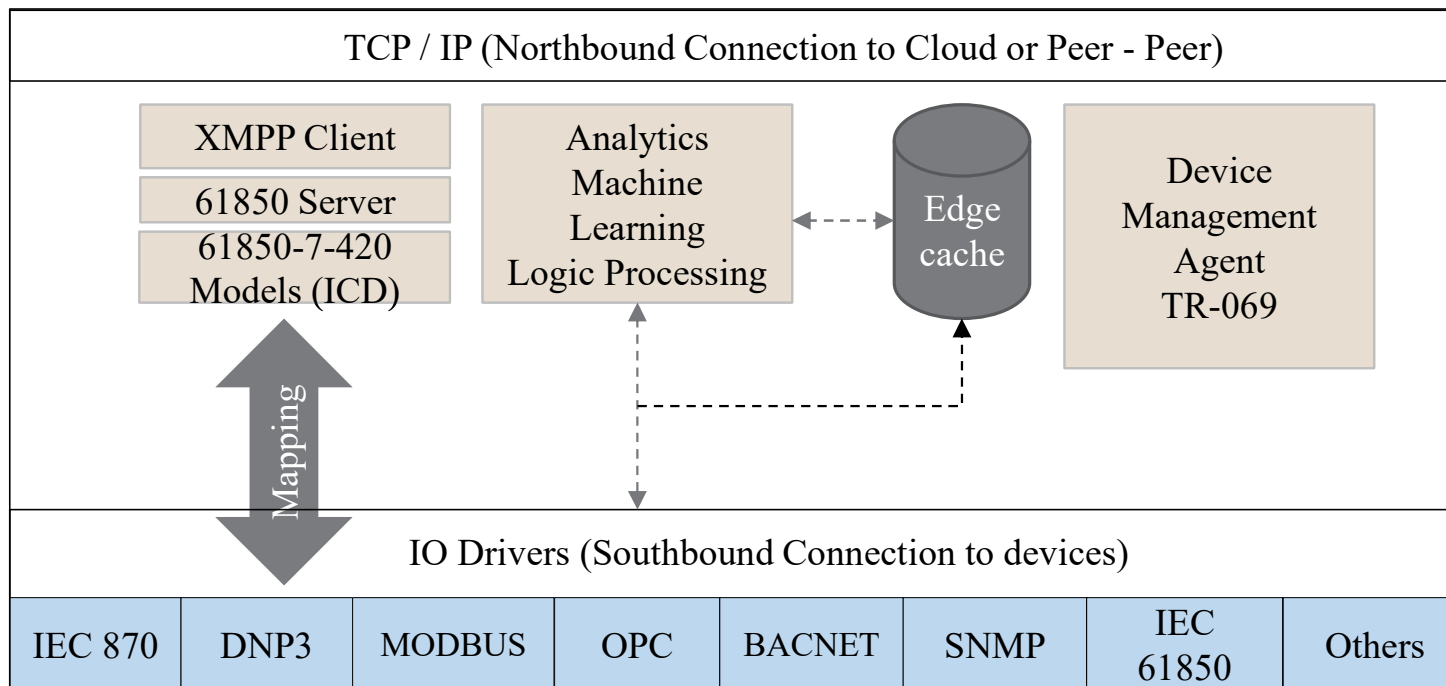 TCP / IP (Northbound Connection to Cloud or Peer - Peer)
XMPP Client
61850 Server
61850-7-420
Models (ICD)
Analytics
Machine
Learning
Logic Processing
Edge
cache
Device
Management
Agent
TR-069
Mapping
IO Drivers (Southbound Connection to devices)
IEC 870
DNP3
MODBUS
OPC
BACNET
SNMP
IEC
61850
Others